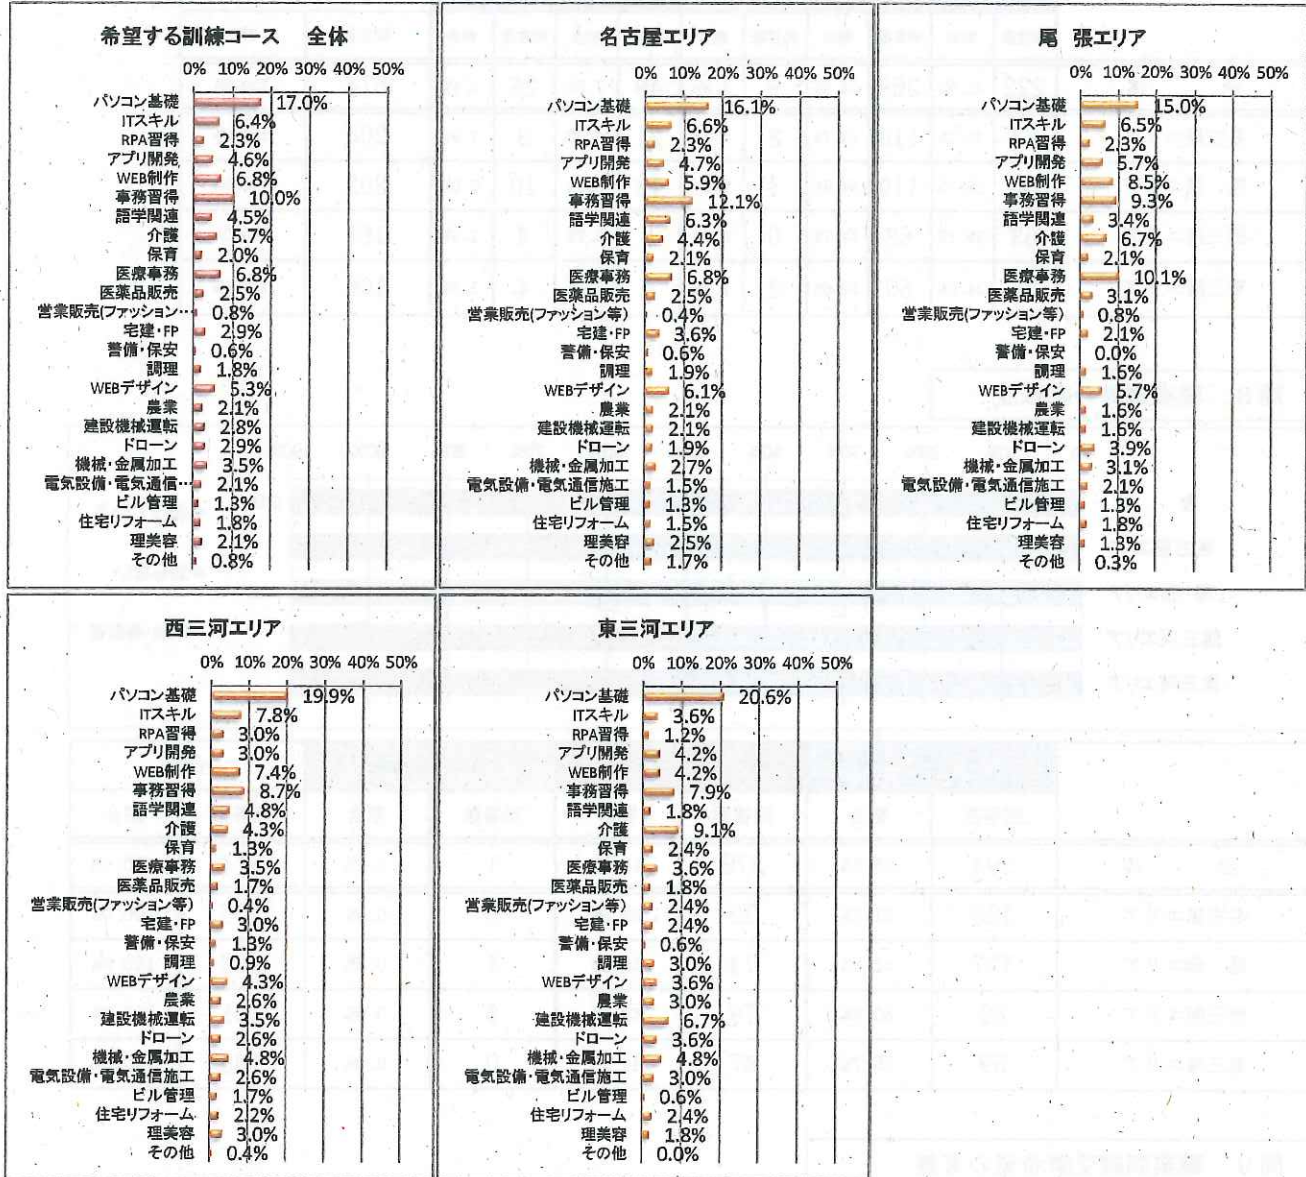 希望する訓練コース 全体
0% 10% 20% 30% 40% 50%
パソコン基礎 17.0%
ITスキル 6.4%
RPA習得 2.3%
アプリ開発 4.6%
WEB制作 6.8%
事務習得 10.0%
語学関連 4.5%
介護 5.7%
保育 2.0%
医療事務 6.8%
医薬品販売 2.5%
営業販売(ファッション… 0.8%
宅建・FP 2.9%
警備・保安 0.6%
調理 1.8%
WEBデザイン 5.3%
農業 2.1%
建設機械運転 2.8%
ドローン 2.9%
機械・金属加工 3.5%
電気設備・電気通信… 2.1%
ビル管理 1.3%
住宅リフォーム 1.8%
理美容 2.1%
その他 0.8%
名古屋エリア
0% 10% 20% 30% 40% 50%
パソコン基礎 16.1%
ITスキル 6.6%
RPA習得 2.3%
アプリ開発 4.7%
WEB制作 5.9%
事務習得 12.1%
語学関連 6.3%
介護 4.4%
保育 2.1%
医療事務 6.8%
医薬品販売 2.5%
営業販売(ファッション等) 0.4%
宅建・FP 3.6%
警備・保安 0.6%
調理 1.9%
WEBデザイン 6.1%
農業 2.1%
建設機械運転 2.1%
ドローン 1.9%
機械・金属加工 2.7%
電気設備・電気通信施工 1.5%
ビル管理 1.3%
住宅リフォーム 1.5%
理美容 2.5%
その他 1.7%
尾 張エリア
0% 10% 20% 30% 40% 50%
パソコン基礎 15.0%
ITスキル 6.5%
RPA習得 2.3%
アプリ開発 5.7%
WEB制作 8.5%
事務習得 9.3%
語学関連 3.4%
介護 6.7%
保育 2.1%
医療事務 10.1%
医薬品販売 3.1%
営業販売(ファッション等) 0.8%
宅建・FP 2.1%
警備・保安 0.0%
調理 1.6%
WEBデザイン 5.7%
農業 1.6%
建設機械運転 1.6%
ドローン 3.9%
機械・金属加工 3.1%
電気設備・電気通信施工 2.1%
ビル管理 1.3%
住宅リフォーム 1.8%
理美容 1.3%
その他 0.3%
西三河エリア
0% 10% 20% 30% 40% 50%
パソコン基礎 19.9%
ITスキル 7.8%
RPA習得 3.0%
アプリ開発 3.0%
WEB制作 7.4%
事務習得 8.7%
語学関連 4.8%
介護 4.3%
保育 1.3%
医療事務 3.5%
医薬品販売 1.7%
営業販売(ファッション等) 0.4%
宅建・FP 3.0%
警備・保安 1.3%
調理 0.9%
WEBデザイン 4.3%
農業 2.6%
建設機械運転 3.5%
ドローン 2.6%
機械・金属加工 4.8%
電気設備・電気通信施工 2.6%
ビル管理 1.7%
住宅リフォーム 2.2%
理美容 3.0%
その他 0.4%
東三河エリア
0% 10% 20% 30% 40% 50%
パソコン基礎 20.6%
ITスキル 3.6%
RPA習得 1.2%
アプリ開発 4.2%
WEB制作 4.2%
事務習得 7.9%
語学関連 1.8%
介護 9.1%
保育 2.4%
医療事務 3.6%
医薬品販売 1.8%
営業販売(ファッション等) 2.4%
宅建・FP 2.4%
警備・保安 0.6%
調理 3.0%
WEBデザイン 3.6%
農業 3.0%
建設機械運転 6.7%
ドローン 3.6%
機械・金属加工 4.8%
電気設備・電気通信施工 3.0%
ビル管理 0.6%
住宅リフォーム 2.4%
理美容 1.8%
その他 0.0%